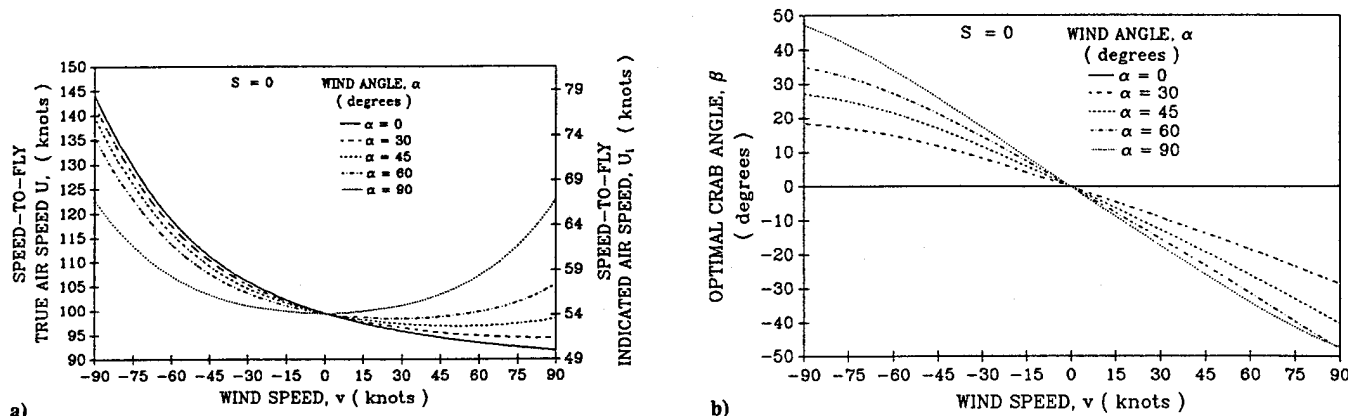 SPEED-TO-FLY
TRUE AIR SPEED U, (knots)
150
145
140
135
130
125
120
115
110
105
100
95
90
S = 0
WIND ANGLE, α
( degrees )
α = 0
α = 30
α = 45
α = 60
α = 90
79
74
69
64
59
54
49
SPEED-TO-FLY
INDICATED AIR SPEED, Ui ( knots )
-90 -75 -60 -45 -30 -15 0 15 30 45 60 75 90
WIND SPEED, v ( knots )
a)
OPTIMAL CRAB ANGLE, β
( degrees )
50
40
30
20
10
0
-10
-20
-30
-40
-50
S = 0
WIND ANGLE, α
( degrees )
α = 0
α = 30
α = 45
α = 60
α = 90
-90 -75 -60 -45 -30 -15 0 15 30 45 60 75 90
WIND SPEED, v ( knots )
b)